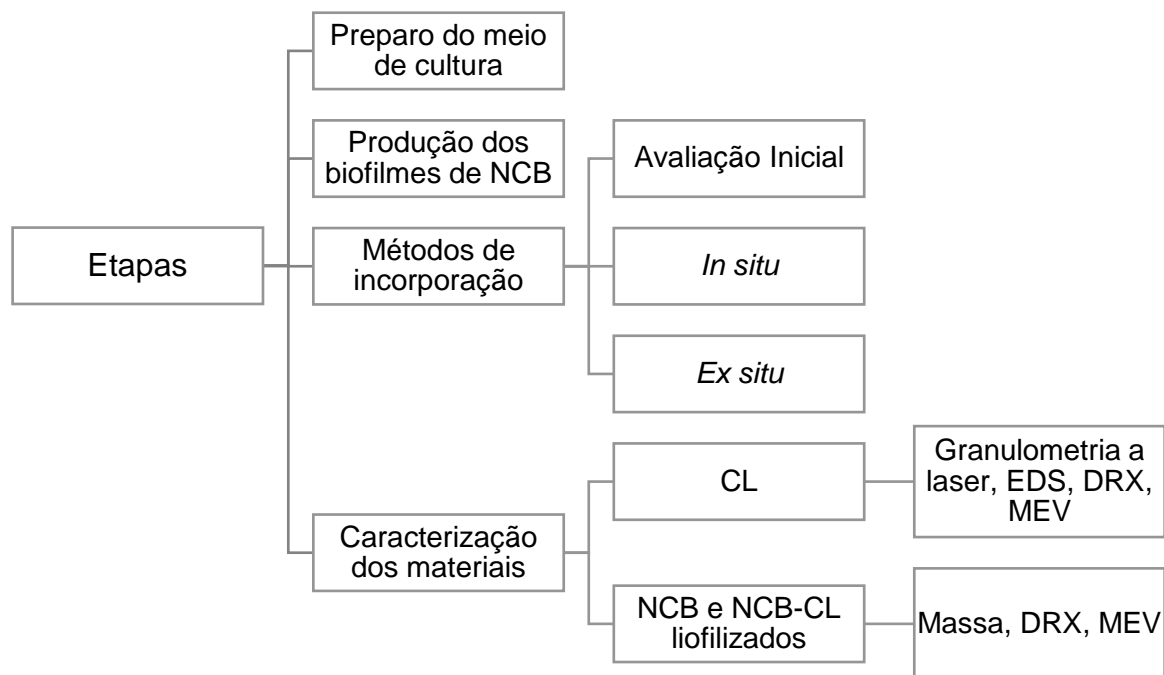 Etapas
Preparo do meio
de cultura
Produção dos
biofilmes de NCB
Métodos de
incorporação
Avaliação Inicial
In situ
Ex situ
Caracterização
dos materiais
CL
Granulometria a
laser, EDS, DRX,
MEV
NCB e NCB-CL
liofilizados
Massa, DRX, MEV